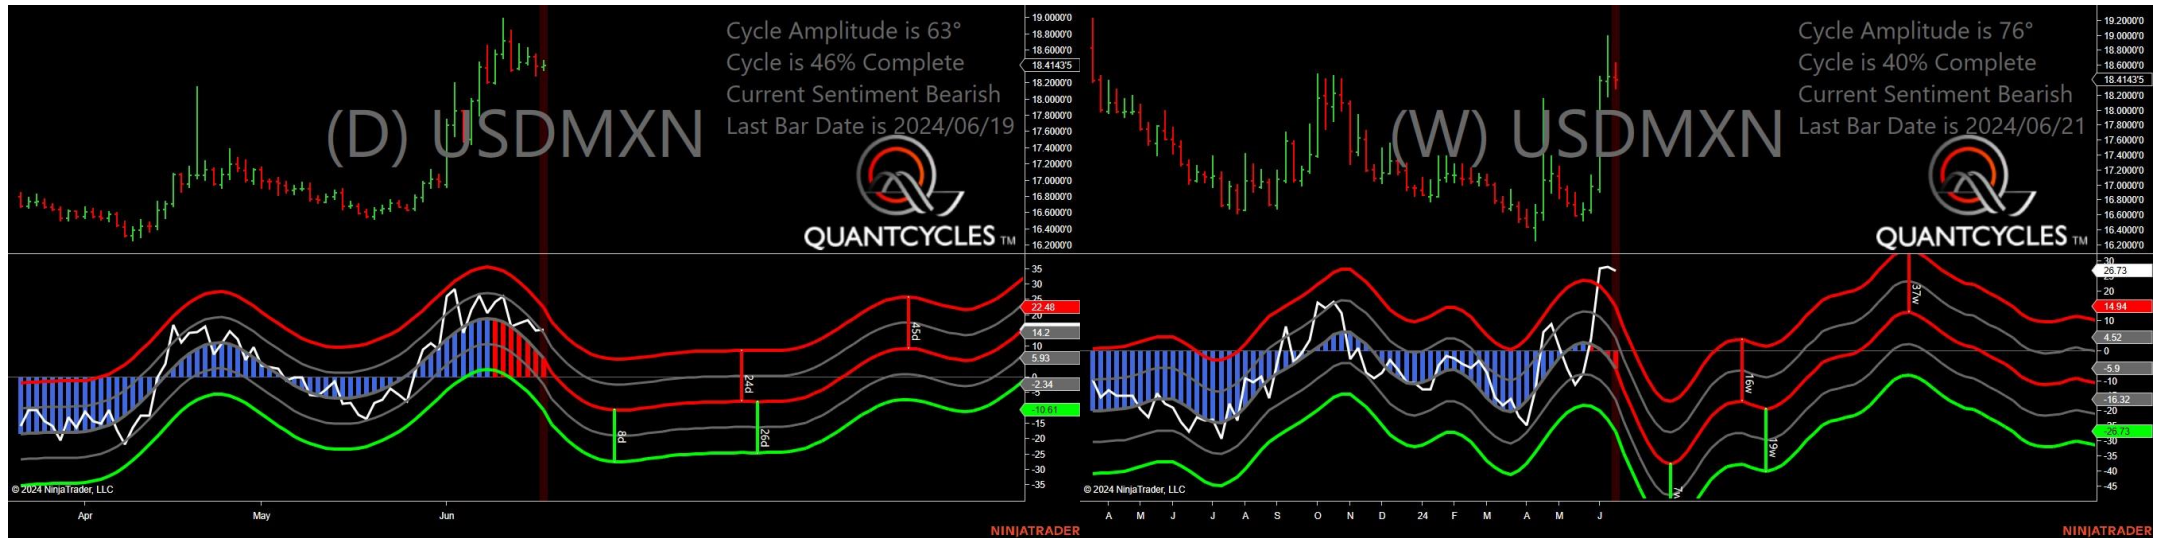 Cycle Amplitude is 63°
Cycle is 46% Complete
Current Sentiment Bearish
Last Bar Date is 2024/06/19
(D) USDMXN
QUANTCYCLES TM
19.0000'0
18.8000'0
18.6000'0
18.4143'5
18.2000'0
18.0000'0
17.8000'0
17.6000'0
17.4000'0
17.2000'0
17.0000'0
16.8000'0
16.6000'0
16.4000'0
16.2000'0
35
30
25
22.48
20
14.2
10
5.93
0
-2.34
-5
-10.61
-15
-20
-25
-30
-35
8d
24d
26d
45d
© 2024 NinjaTrader, LLC
Apr May Jun
NINJATRADER
Cycle Amplitude is 76°
Cycle is 40% Complete
Current Sentiment Bearish
Last Bar Date is 2024/06/21
(W) USDMXN
QUANTCYCLES TM
19.2000'0
19.0000'0
18.8000'0
18.6000'0
18.4143'5
18.2000'0
18.0000'0
17.8000'0
17.6000'0
17.4000'0
17.2000'0
17.0000'0
16.8000'0
16.6000'0
16.4000'0
16.2000'0
30
26.73
20
14.94
10
4.52
0
-5.9
-10
-16.32
-20
-26.73
-30
-35
-40
-45
7w
16w
19w
37w
© 2024 NinjaTrader, LLC
A M J J A S O N D 24 F M A M J
NINJATRADER